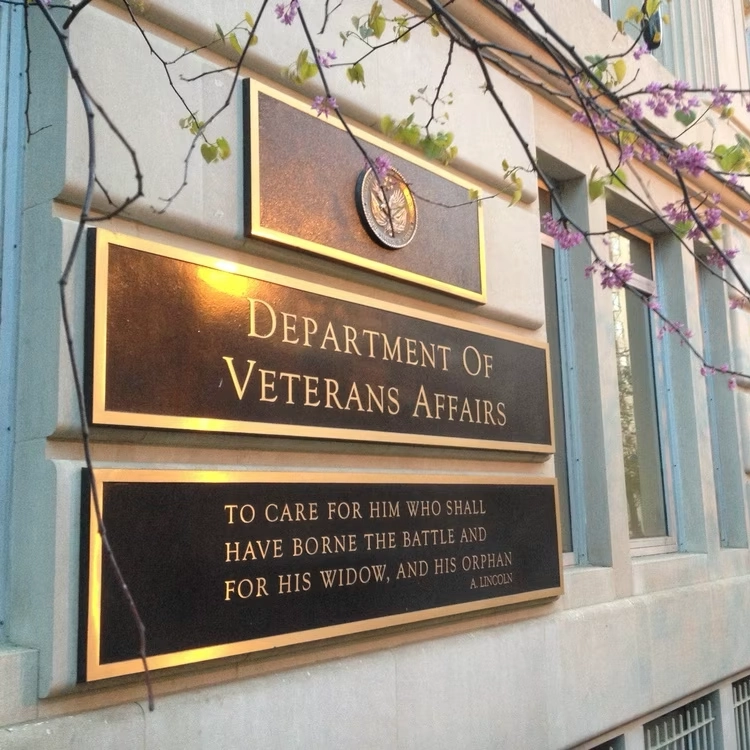 DEPARTMENT OF
VETERANS AFFAIRS
TO CARE FOR HIM WHO SHALL
HAVE BORNE THE BATTLE AND
FOR HIS WIDOW, AND HIS ORPHAN
A. LINCOLN